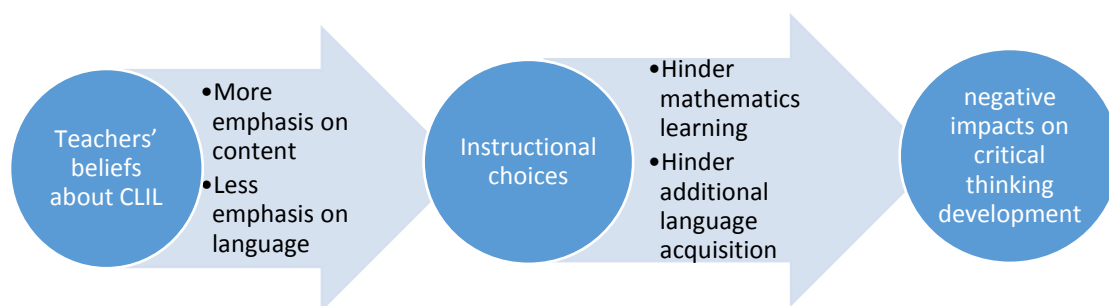 Teachers’
beliefs
about CLIL
•More
emphasis on
content
•Less
emphasis on
language
Instructional
choices
•Hinder
mathematics
learning
•Hinder
additional
language
acquisition
negative
impacts on
critical
thinking
development